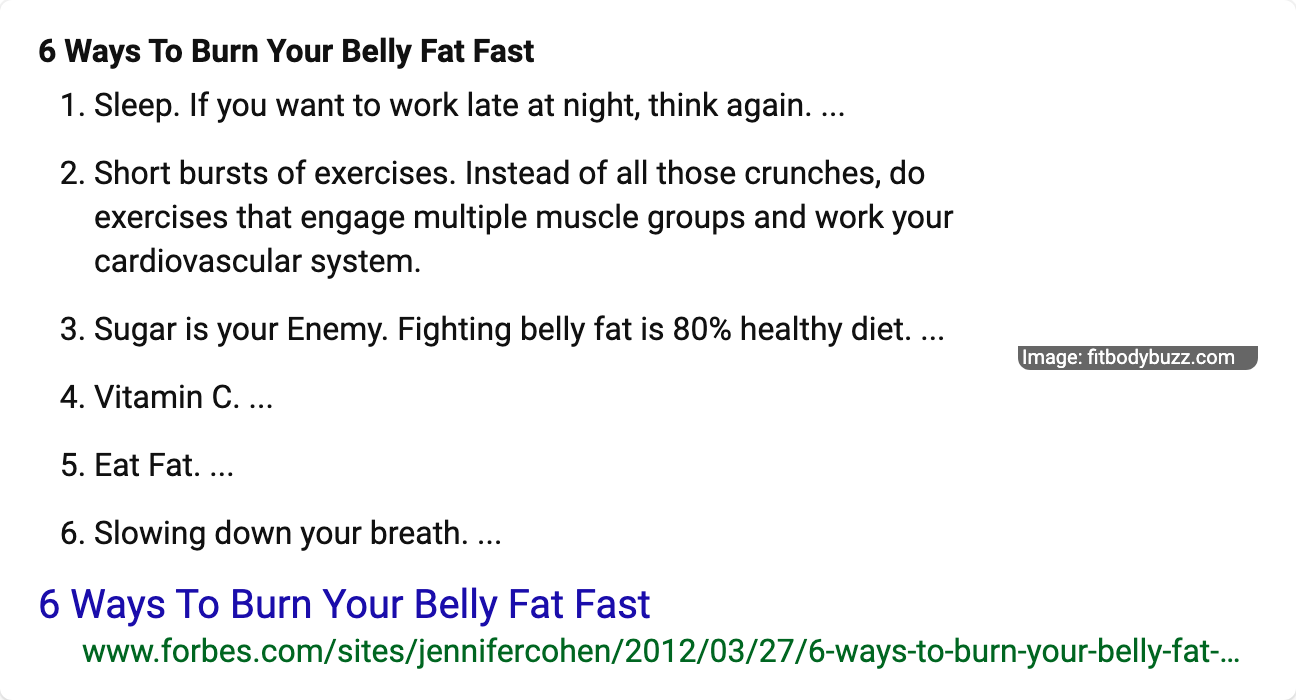 6 Ways To Burn Your Belly Fat Fast
1. Sleep. If you want to work late at night, think again. ...
2. Short bursts of exercises. Instead of all those crunches, do
exercises that engage multiple muscle groups and work your
cardiovascular system.
3. Sugar is your Enemy. Fighting belly fat is 80% healthy diet. ...
Image: fitbodybuzz.com
4. Vitamin C. ...
5. Eat Fat. ...
6. Slowing down your breath. ...
6 Ways To Burn Your Belly Fat Fast
www.forbes.com/sites/jennifercohen/2012/03/27/6-ways-to-burn-your-belly-fat-...